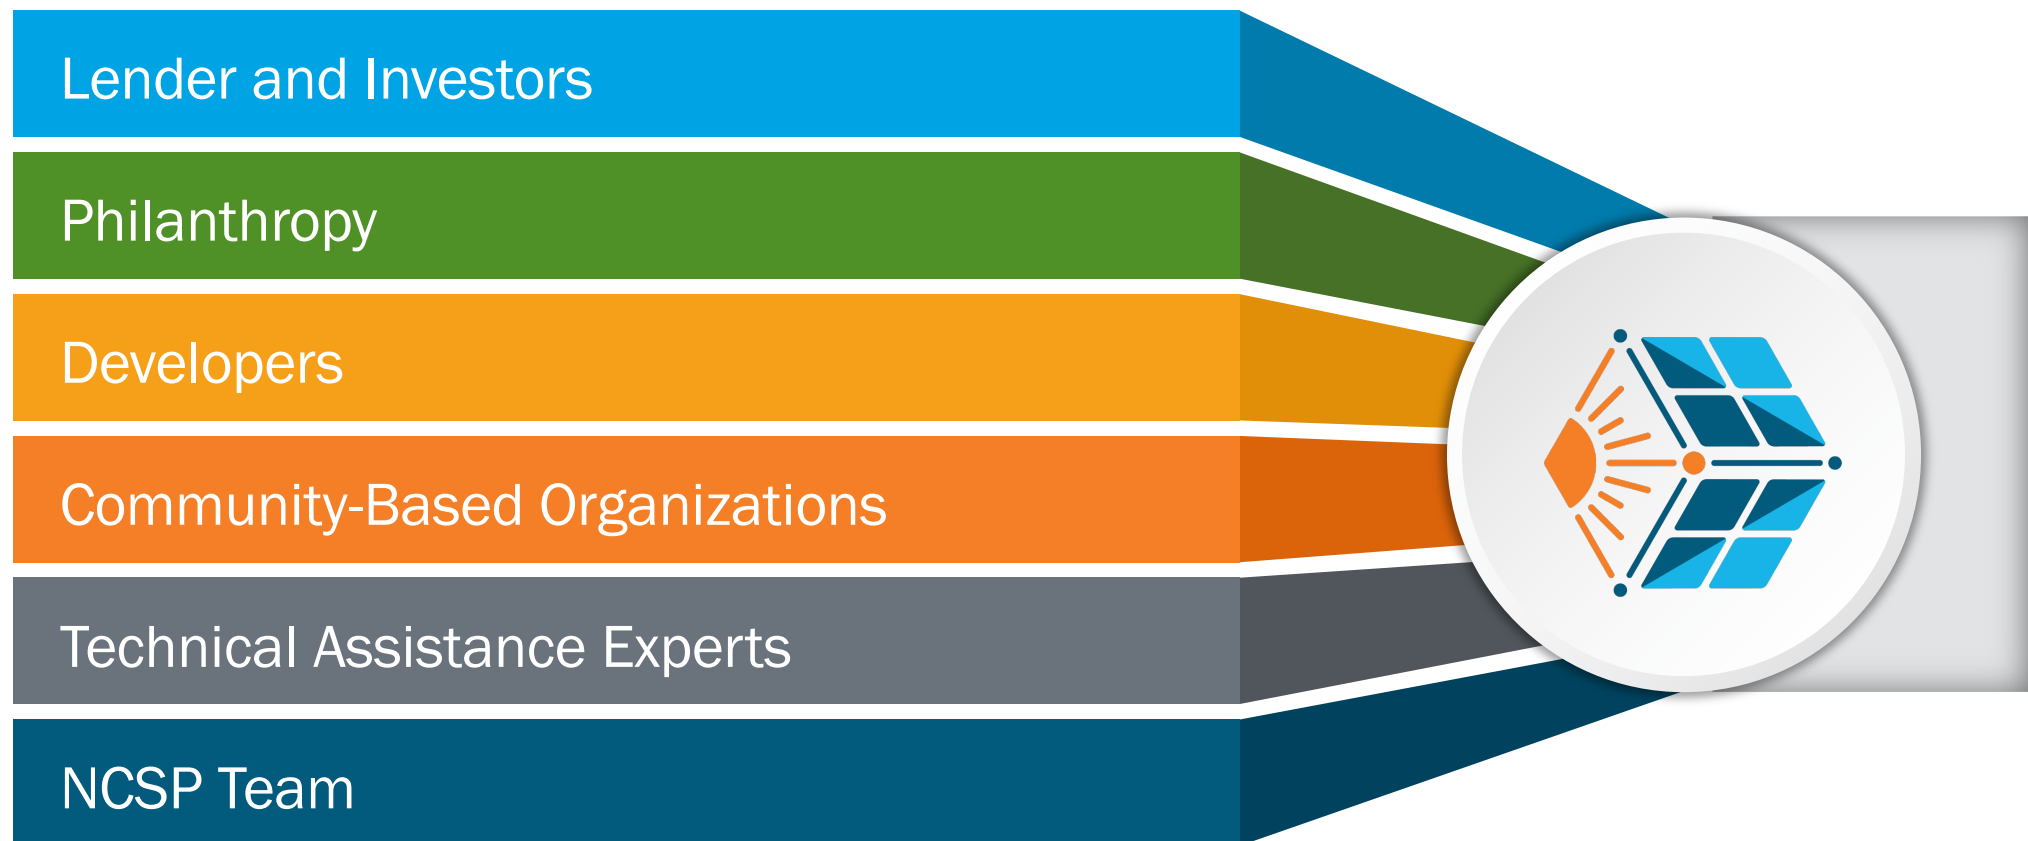 Lender and Investors
Philanthropy
Developers
Community-Based Organizations
Technical Assistance Experts
NCSP Team